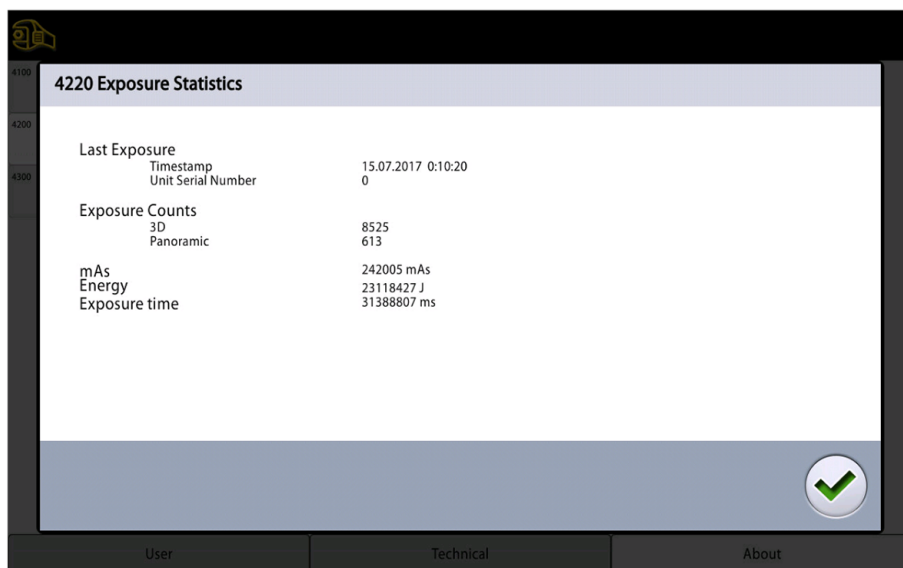 4100
4220 Exposure Statistics
4200
4300
Last Exposure
Timestamp 15.07.2017 0:10:20
Unit Serial Number 0
Exposure Counts
3D 8525
Panoramic 613
mAs 242005 mAs
Energy 23118427 J
Exposure time 31388807 ms
User Technical About